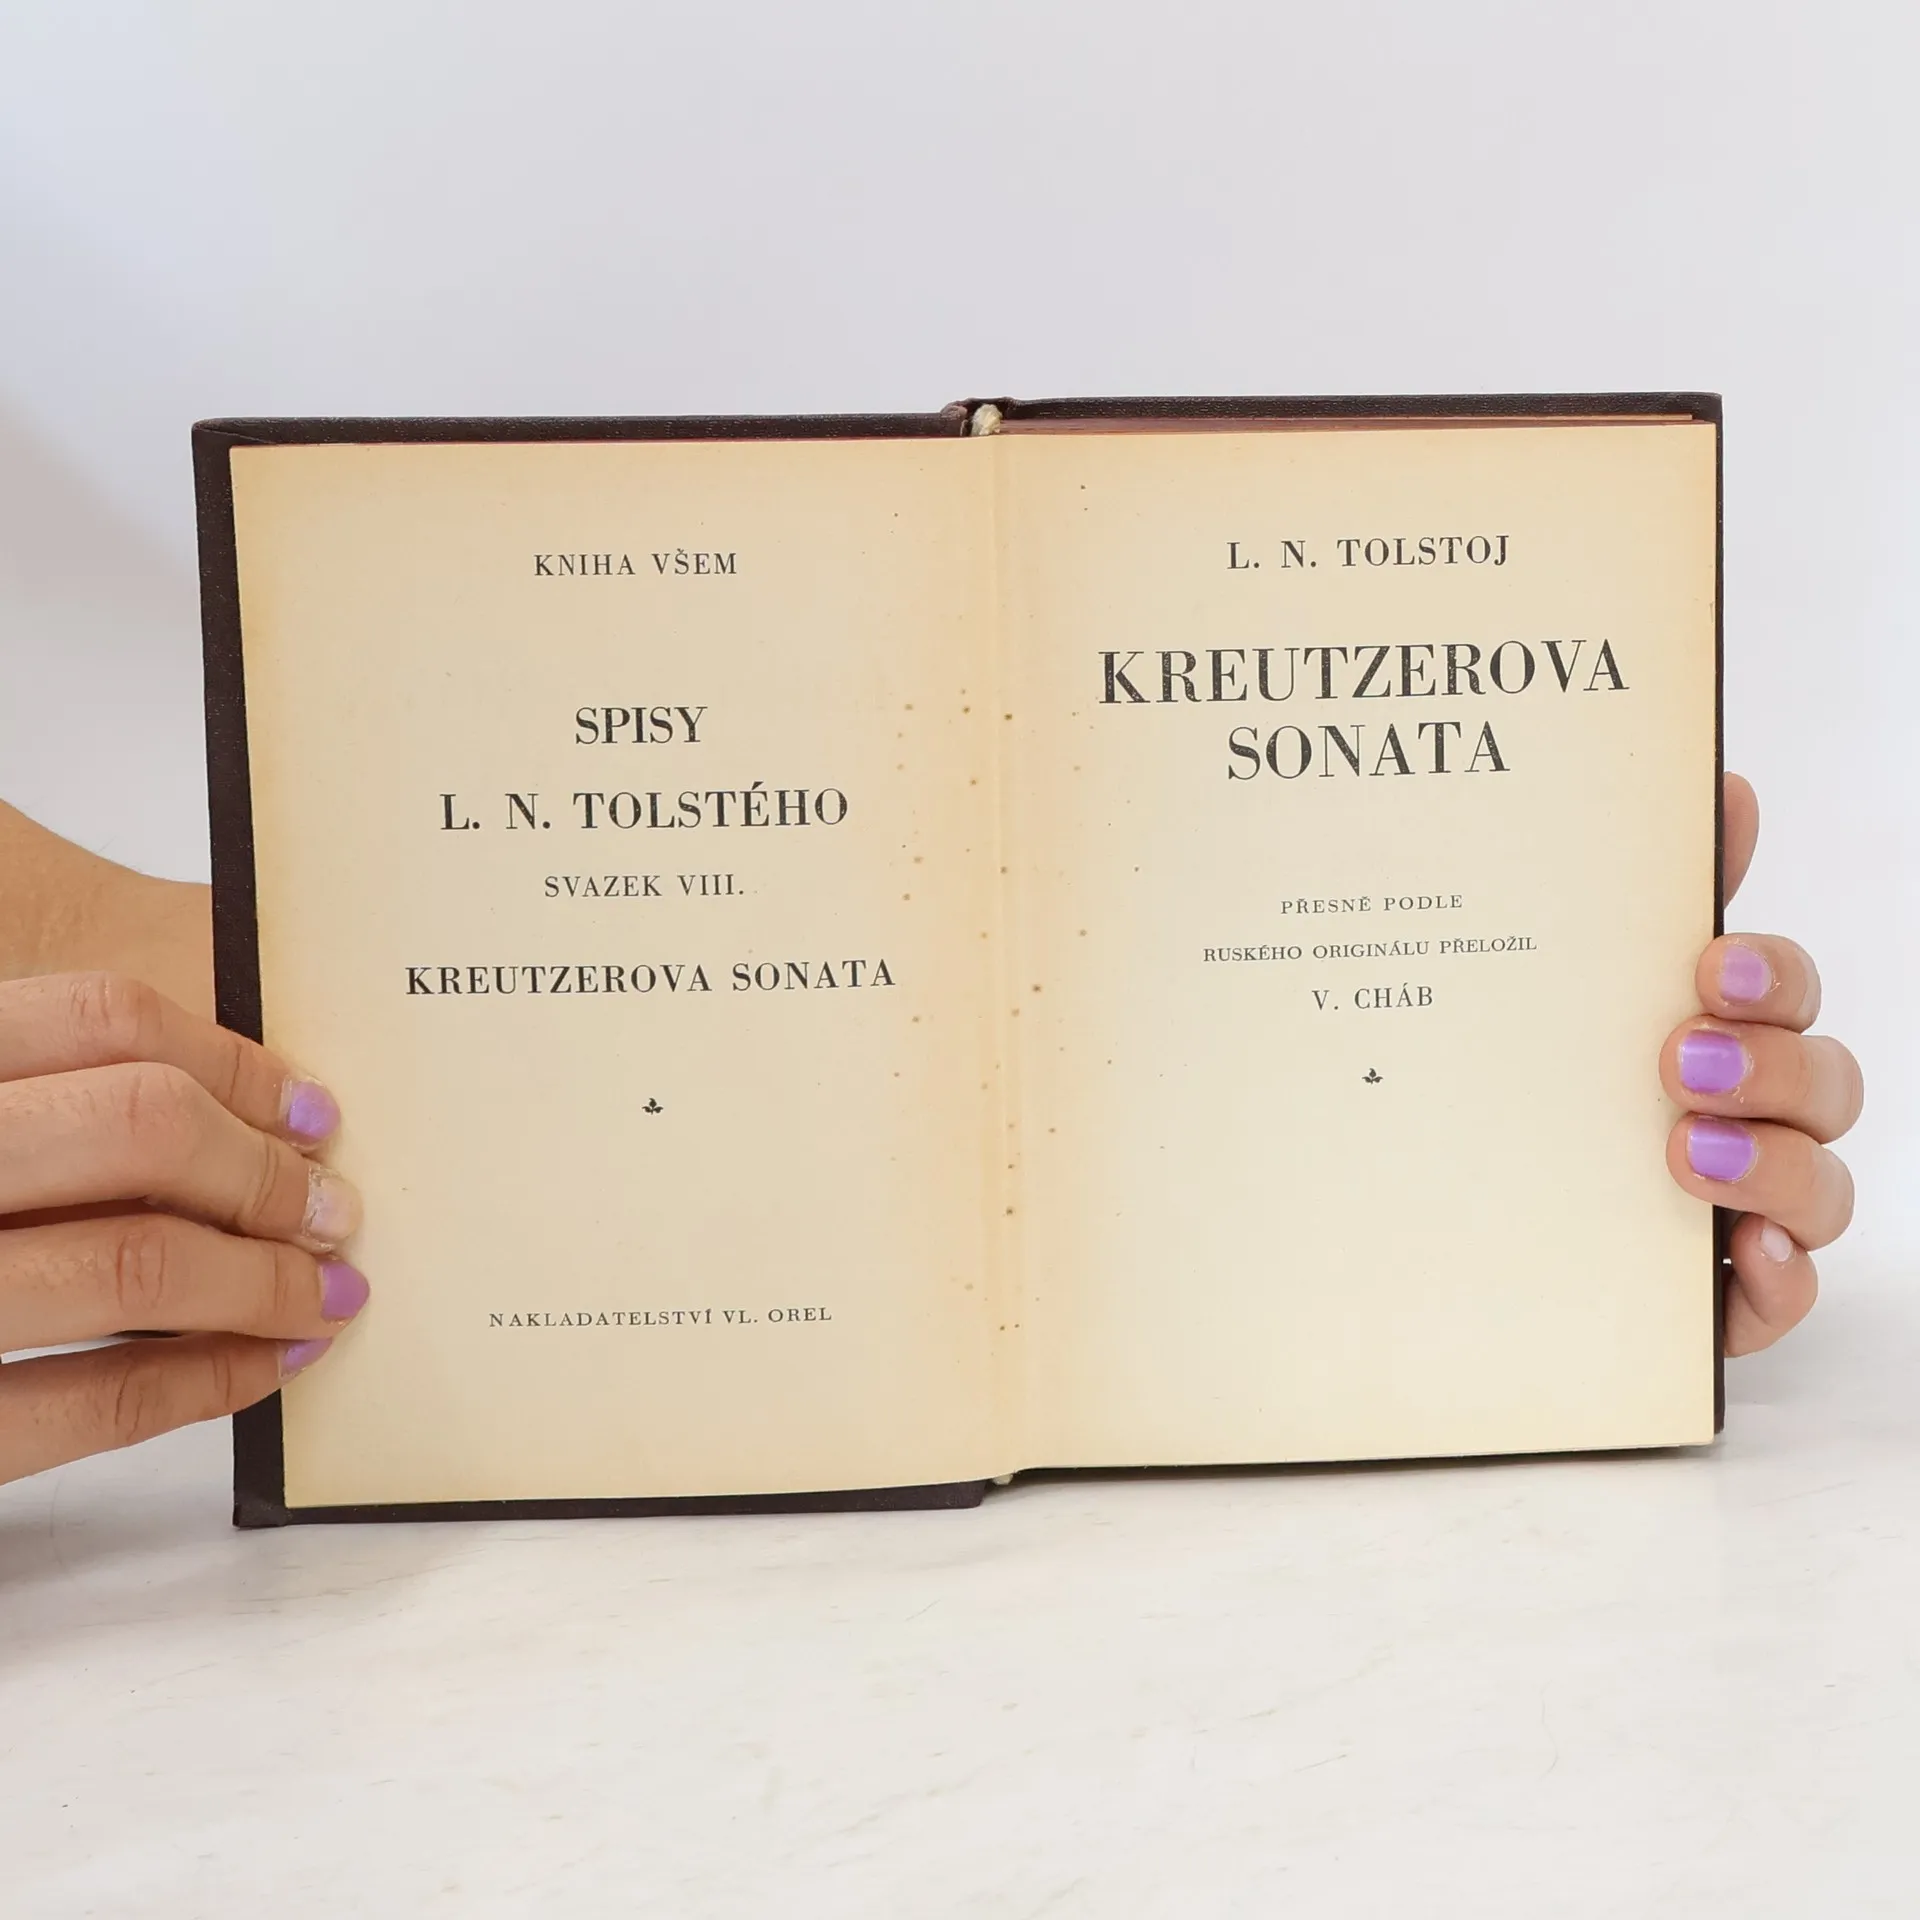 KNIHA VŠEM
SPISY
L. N. TOLSTÉHO
SVAZEK VIII.
KREUTZEROVA SONATA
NAKLADATELSTVÍ VL. OREL
L. N. TOLSTOJ
KREUTZEROVA
SONATA
PŘESNĚ PODLE
RUSKÉHO ORIGINÁLU PŘELOŽIL
V. CHÁB